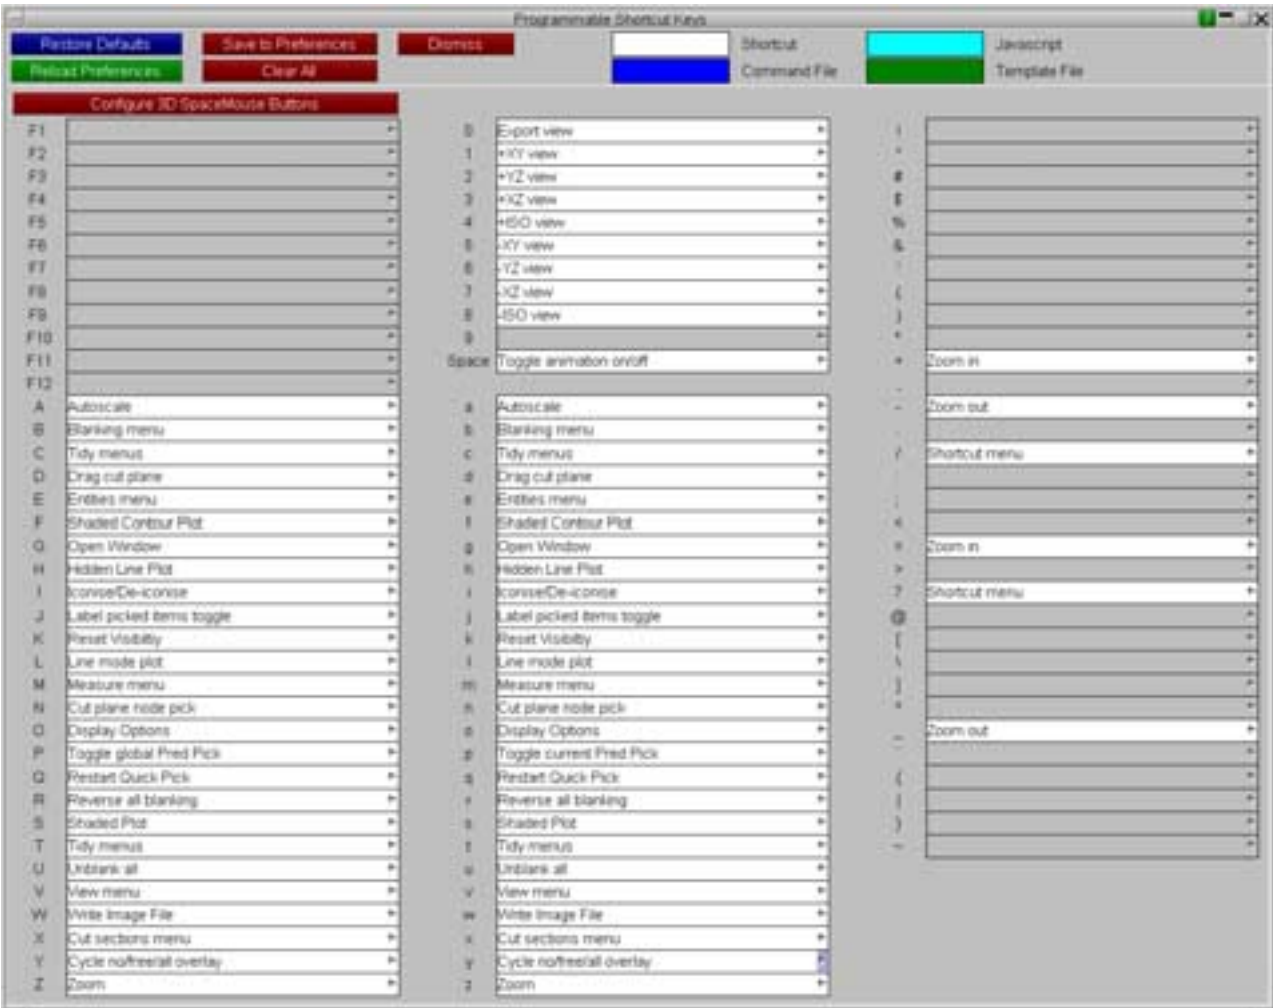 Programmable Shortcut Keys
Restore Defaults Save to Preferences Dismiss Shortcut Javascript
Reload Preferences Clear All Command File Template File
Configure 3D SpaceMouse Buttons
F1
F2
F3
F4
F5
F6
F7
F8
F9
F10
F11
F12
A Autoscale
B Blanking menu
C Tidy menus
D Drag cut plane
E Entities menu
F Shaded Contour Plot
G Open Window
H Hidden Line Plot
I Iconise/De-iconise
J Label picked items toggle
K Reset Visibility
L Line mode plot
M Measure menu
N Cut plane node pick
O Display Options
P Toggle global Pred Pick
Q Restart Quick Pick
R Reverse all blanking
S Shaded Plot
T Tidy menus
U Unblank all
V View menu
W Write Image File
X Cut sections menu
Y Cycle no/free/all overlay
Z Zoom
0 Export view
1 +XY view
2 +YZ view
3 +XZ view
4 +ISO view
5 -XY view
6 -YZ view
7 -XZ view
8 -ISO view
9
Space Toggle animation on/off
a Autoscale
b Blanking menu
c Tidy menus
d Drag cut plane
e Entities menu
f Shaded Contour Plot
g Open Window
h Hidden Line Plot
i Iconise/De-iconise
j Label picked items toggle
k Reset Visibility
l Line mode plot
m Measure menu
n Cut plane node pick
o Display Options
p Toggle current Pred Pick
q Restart Quick Pick
r Reverse all blanking
s Shaded Plot
t Tidy menus
u Unblank all
v View menu
w Write Image File
x Cut sections menu
y Cycle no/free/all overlay
z Zoom
!
"
#
$
%
&
'
(
)
*
+ Zoom in
,
- Zoom out
.
/ Shortcut menu
:
;
<
= Zoom in
>
? Shortcut menu
@
[
\
]
^
_ Zoom out
{
|
}
~